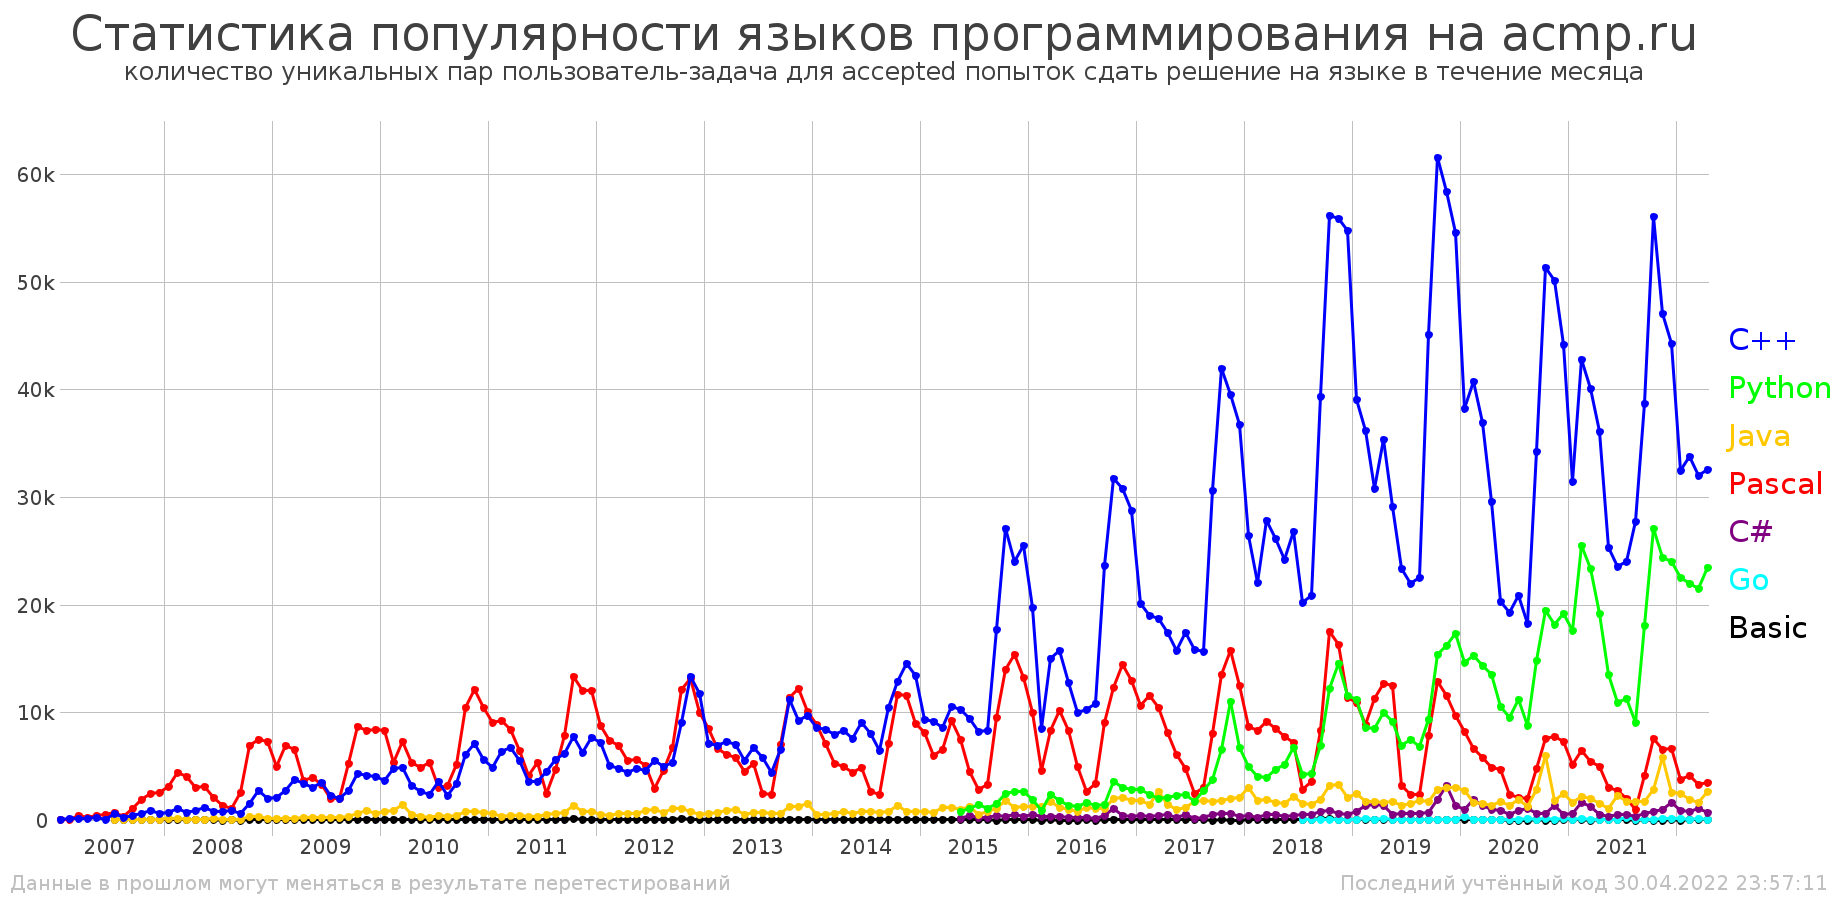 Статистика популярности языков программирования на acmp.ru
количество уникальных пар пользователь-задача для accepted попыток сдать решение на языке в течение месяца
60k
50k
40k
30k
20k
10k
0
C++
Python
Java
Pascal
C#
Go
Basic
2007 2008 2009 2010 2011 2012 2013 2014 2015 2016 2017 2018 2019 2020 2021
Данные в прошлом могут меняться в результате перетестирований
Последний учтённый код 30.04.2022 23:57:11